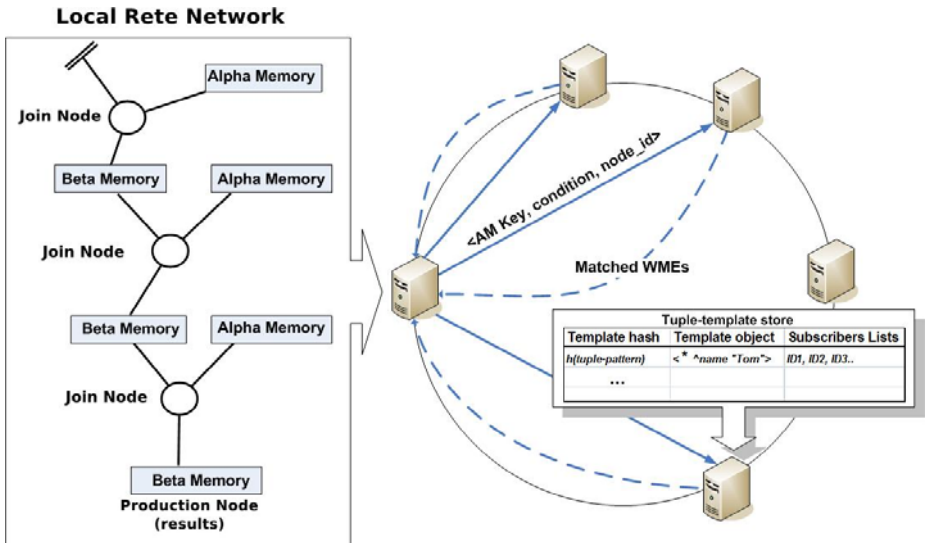 Local Rete Network
Alpha Memory
Join Node
Beta Memory
Alpha Memory
Join Node
Beta Memory
Alpha Memory
Join Node
Beta Memory
Production Node
(results)
<AM Key, condition, node_id>
Matched WMEs
Tuple-template store
Template hash Template object Subscribers Lists
h(tuple-pattern) <* ^name "Tom"> ID1, ID2, ID3..
...